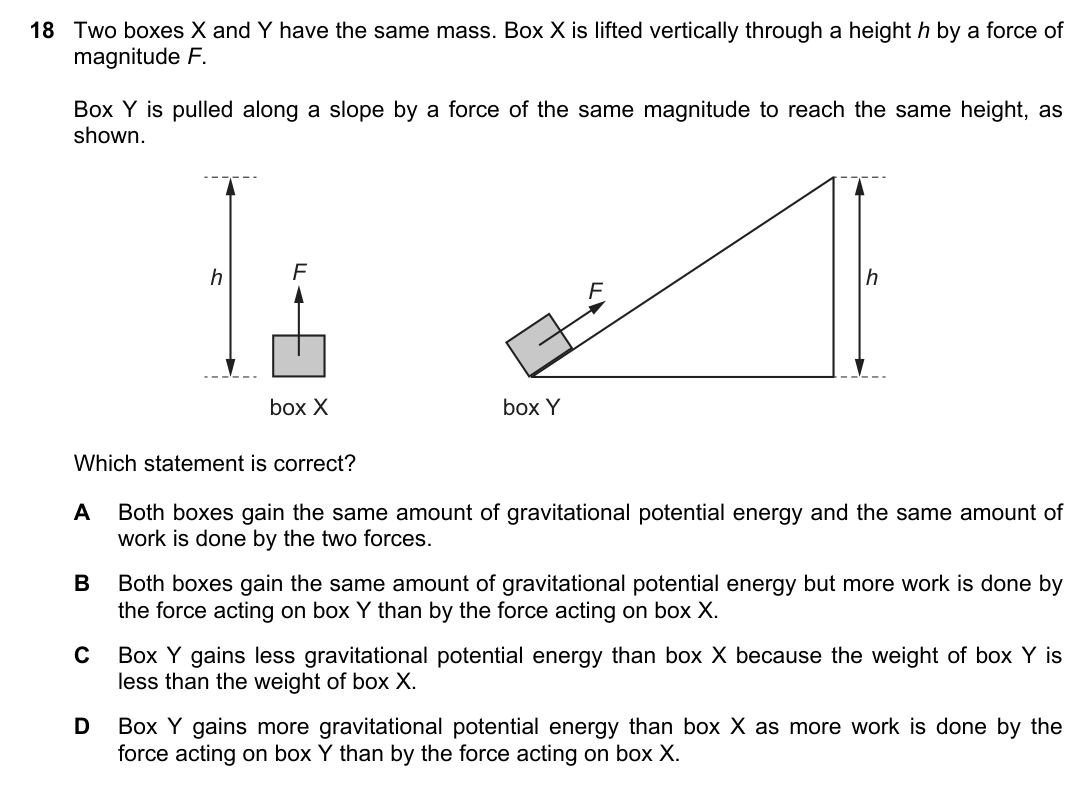 18 Two boxes X and Y have the same mass. Box X is lifted vertically through a height h by a force of
magnitude F.
Box Y is pulled along a slope by a force of the same magnitude to reach the same height, as
shown.
h
F
box X
F
box Y
h
Which statement is correct?
A Both boxes gain the same amount of gravitational potential energy and the same amount of
work is done by the two forces.
B Both boxes gain the same amount of gravitational potential energy but more work is done by
the force acting on box Y than by the force acting on box X.
C Box Y gains less gravitational potential energy than box X because the weight of box Y is
less than the weight of box X.
D Box Y gains more gravitational potential energy than box X as more work is done by the
force acting on box Y than by the force acting on box X.